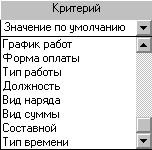 Критерий
Значение по умолчанию
График работ
Форма оплаты
Тип работы
Должность
Вид наряда
Вид суммы
Составной
Тип времени